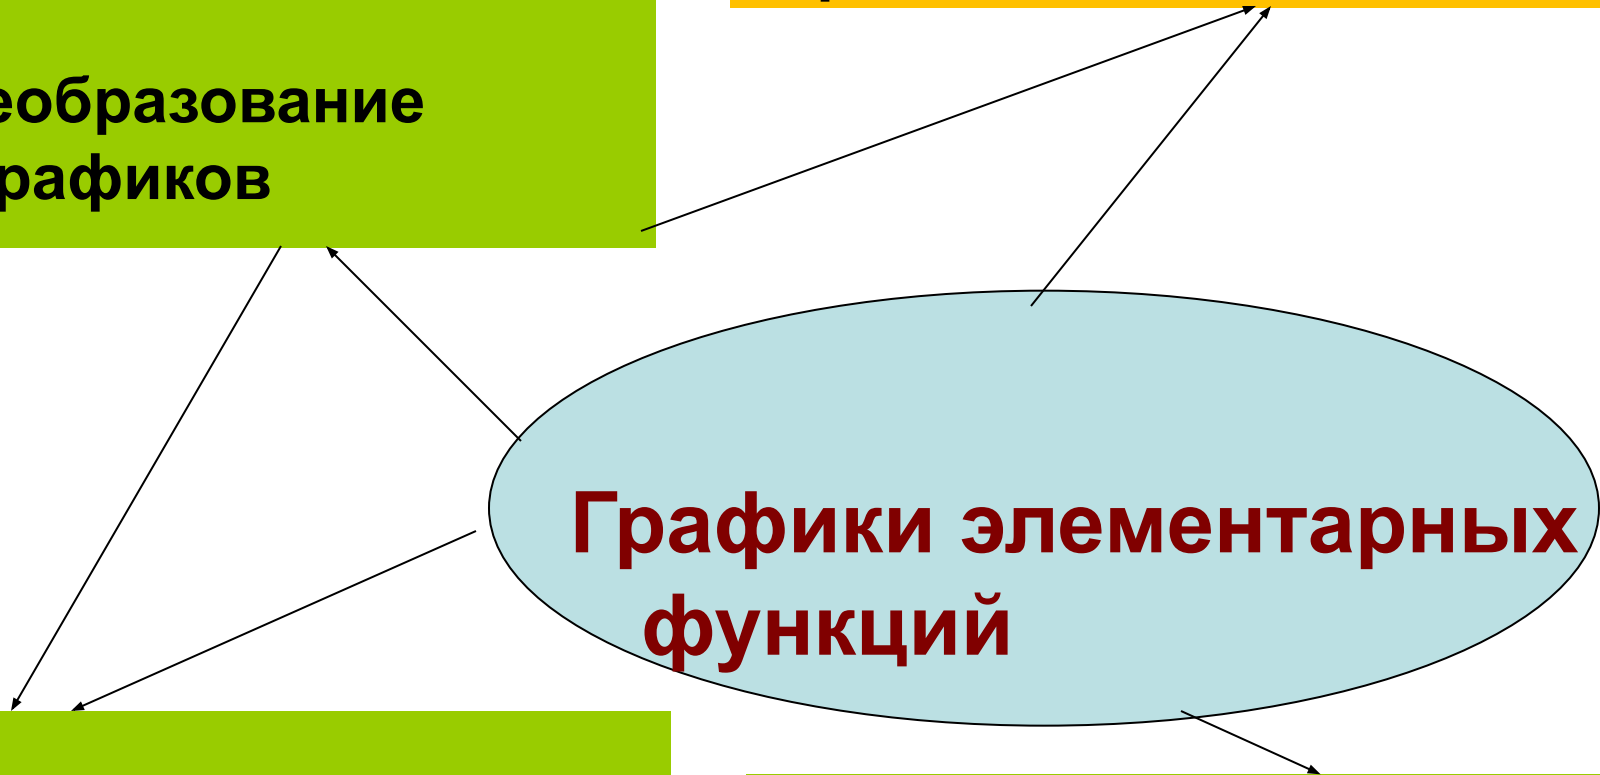 еобразование
рафиков
Графики элементарных
функций